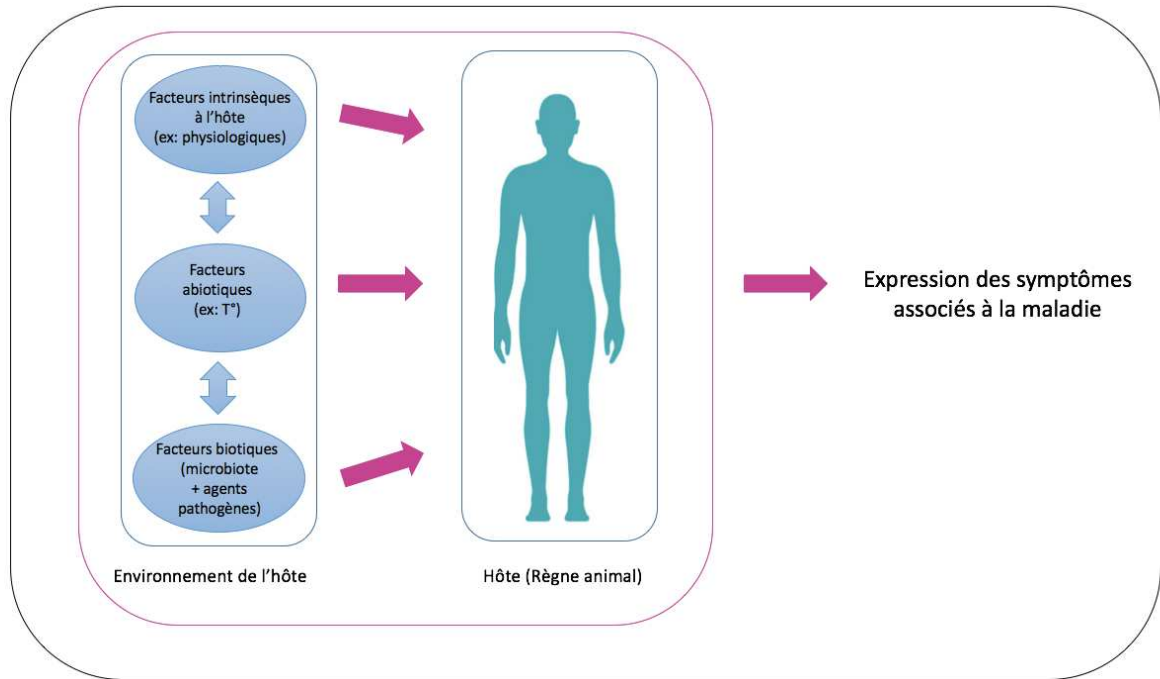 Facteurs intrinsèques
à l'hôte
(ex: physiologiques)
Facteurs
abiotiques
(ex: T°)
Facteurs biotiques
(microbiote
+ agents
pathogènes)
Environnement de l'hôte
Hôte (Règne animal)
Expression des symptômes
associés à la maladie